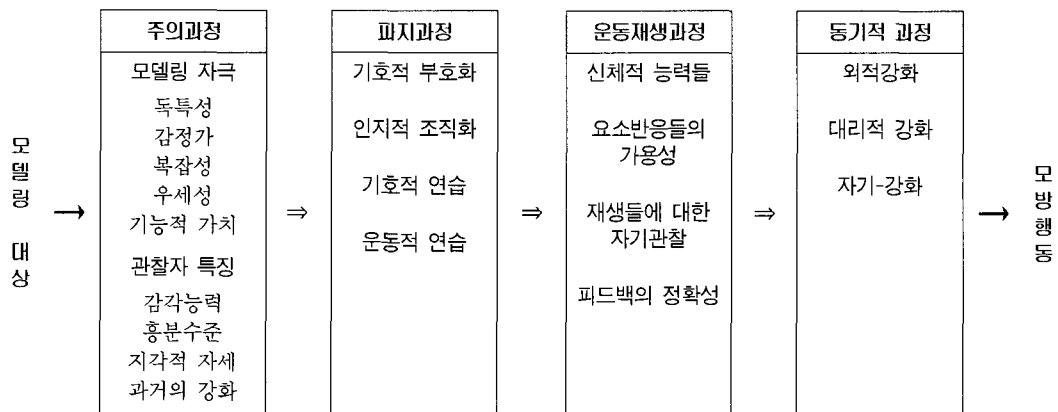 모델링 대상
→
주의과정
모델링 자극
독특성
감정가
복잡성
우세성
기능적 가치
관찰자 특징
감각능력
흥분수준
지각적 자세
과거의 강화
⇒
파지과정
기호적 부호화
인지적 조직화
기호적 연습
운동적 연습
⇒
운동재생과정
신체적 능력들
요소반응들의
가용성
재생들에 대한
자기관찰
피드백의 정확성
⇒
동기적 과정
외적강화
대리적 강화
자기-강화
→
모방행동